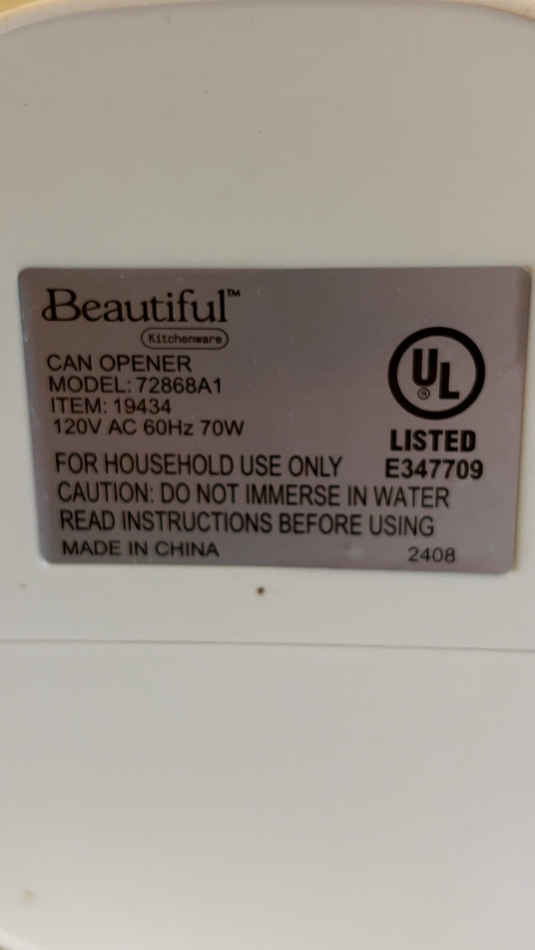 Beautiful™
Kitchenware
CAN OPENER
MODEL: 72868A1
ITEM: 19434
120V AC 60Hz 70W
UL®
LISTED
E347709
FOR HOUSEHOLD USE ONLY
CAUTION: DO NOT IMMERSE IN WATER
READ INSTRUCTIONS BEFORE USING
MADE IN CHINA
2408